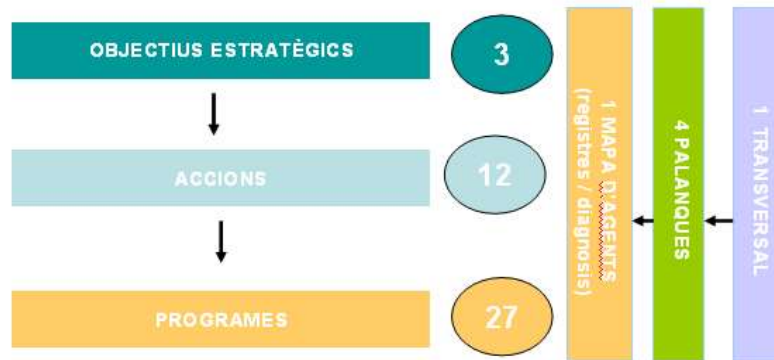 OBJECTIUS ESTRATÈGICS
3
ACCIONS
12
PROGRAMES
27
1 MAPA D'AGENTS
(registres / diagnosis)
4 PALANQUES
1 TRANSVERSAL